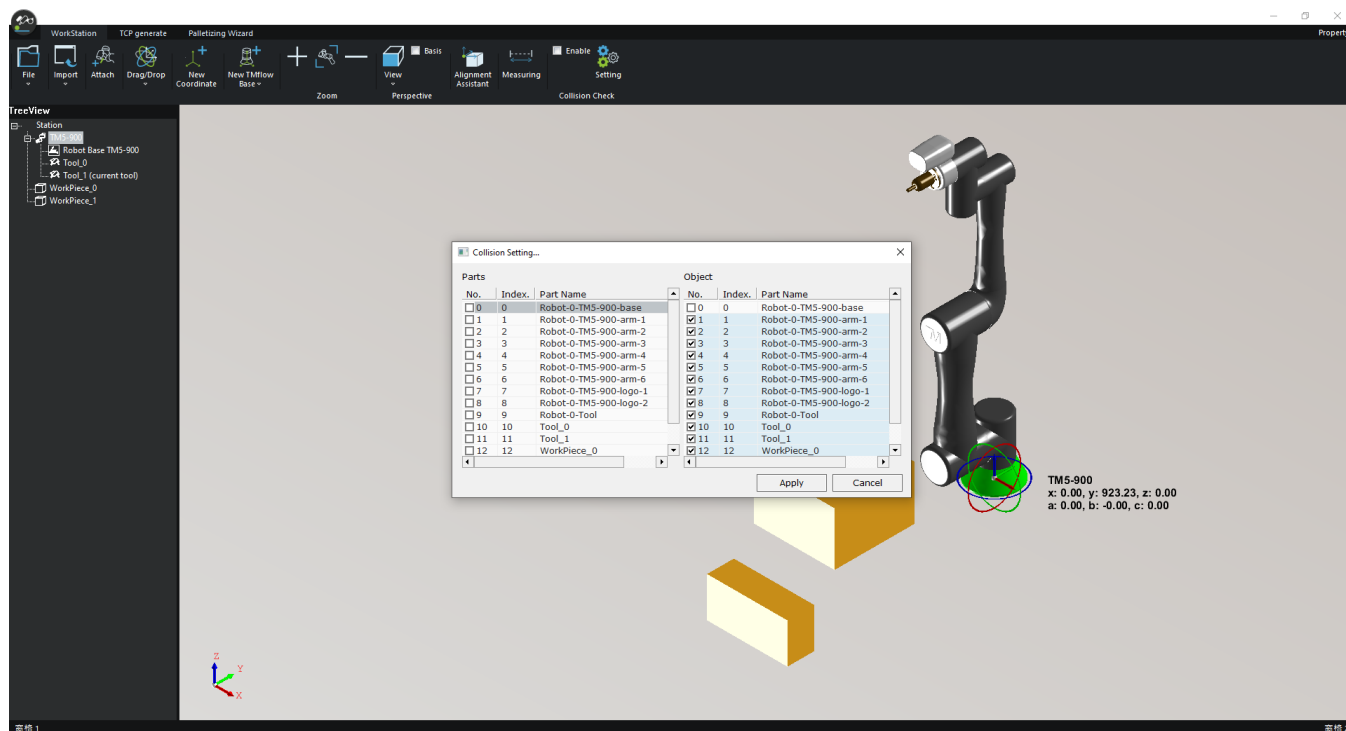 WorkStation TCP generate Palletizing Wizard Property
File Import Attach Drag/Drop New Coordinate New TMflow Base View Basis Alignment Assistant Measuring Enable Setting
Zoom Perspective Collision Check
TreeView
Station
TM5-900
Robot Base TM5-900
Tool_0
Tool_1 (current tool)
WorkPiece_0
WorkPiece_1
Collision Setting...
Parts
No. Index. Part Name
0 0 Robot-0-TM5-900-base
1 1 Robot-0-TM5-900-arm-1
2 2 Robot-0-TM5-900-arm-2
3 3 Robot-0-TM5-900-arm-3
4 4 Robot-0-TM5-900-arm-4
5 5 Robot-0-TM5-900-arm-5
6 6 Robot-0-TM5-900-arm-6
7 7 Robot-0-TM5-900-logo-1
8 8 Robot-0-TM5-900-logo-2
9 9 Robot-0-Tool
10 10 Tool_0
11 11 Tool_1
12 12 WorkPiece_0
Object
No. Index. Part Name
0 0 Robot-0-TM5-900-base
1 1 Robot-0-TM5-900-arm-1
2 2 Robot-0-TM5-900-arm-2
3 3 Robot-0-TM5-900-arm-3
4 4 Robot-0-TM5-900-arm-4
5 5 Robot-0-TM5-900-arm-5
6 6 Robot-0-TM5-900-arm-6
7 7 Robot-0-TM5-900-logo-1
8 8 Robot-0-TM5-900-logo-2
9 9 Robot-0-Tool
10 10 Tool_0
11 11 Tool_1
12 12 WorkPiece_0
Apply Cancel
TM5-900
x: 0.00, y: 923.23, z: 0.00
a: 0.00, b: -0.00, c: 0.00
Z
Y
X